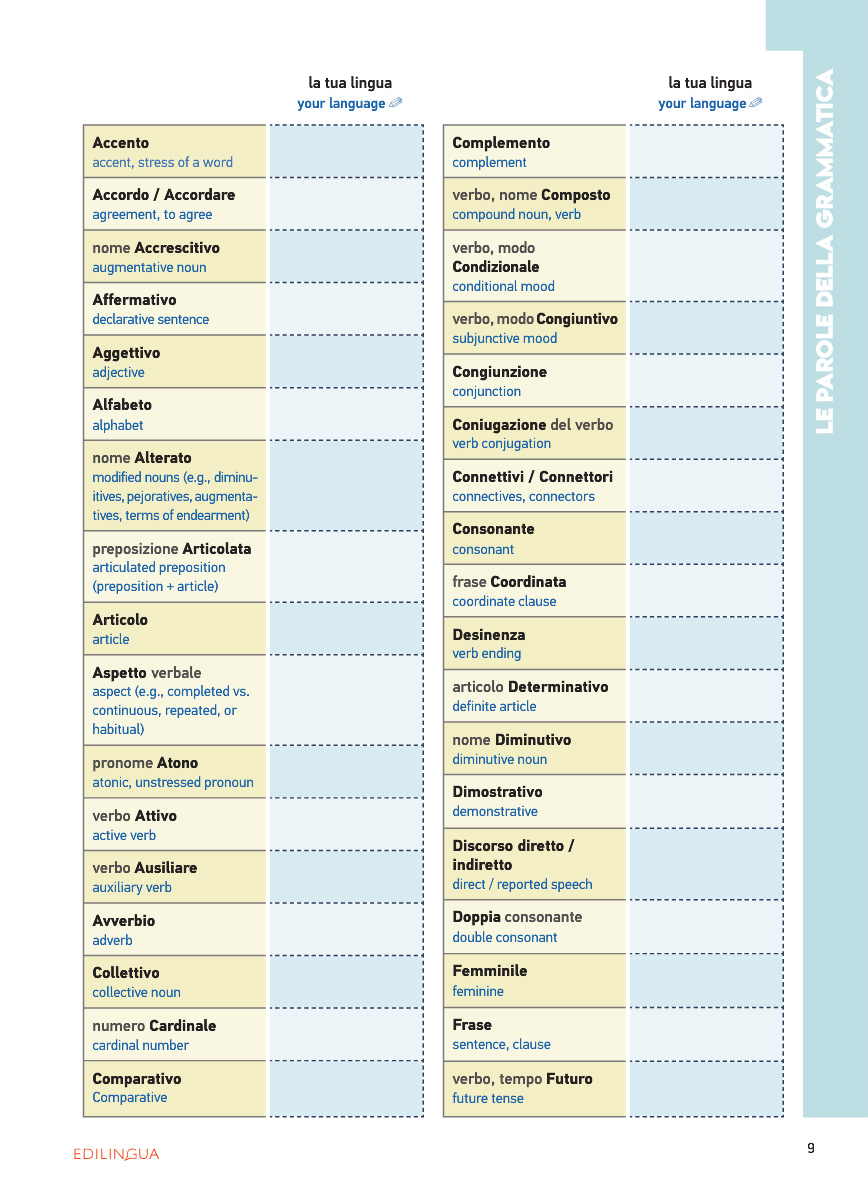 la tua lingua
your language
Accento
accent, stress of a word
Accordo / Accordare
agreement, to agree
nome Accrescitivo
augmentative noun
Affermativo
declarative sentence
Aggettivo
adjective
Alfabeto
alphabet
nome Alterato
modified nouns (e.g., diminu-
itives, pejoratives, augmenta-
tives, terms of endearment)
preposizione Articolata
articulated preposition
(preposition + article)
Articolo
article
Aspetto verbale
aspect (e.g., completed vs.
continuous, repeated, or
habitual)
pronome Atono
atonic, unstressed pronoun
verbo Attivo
active verb
verbo Ausiliare
auxiliary verb
Avverbio
adverb
Collettivo
collective noun
numero Cardinale
cardinal number
Comparativo
Comparative
la tua lingua
your language
Complemento
complement
verbo, nome Composto
compound noun, verb
verbo, modo
Condizionale
conditional mood
verbo, modo Congiuntivo
subjunctive mood
Congiunzione
conjunction
Coniugazione del verbo
verb conjugation
Connettivi / Connettori
connectives, connectors
Consonante
consonant
frase Coordinata
coordinate clause
Desinenza
verb ending
articolo Determinativo
definite article
nome Diminutivo
diminutive noun
Dimostrativo
demonstrative
Discorso diretto /
indiretto
direct / reported speech
Doppia consonante
double consonant
Femminile
feminine
Frase
sentence, clause
verbo, tempo Futuro
future tense
LE PAROLE DELLA GRAMMATICA
EDILINGUA
9